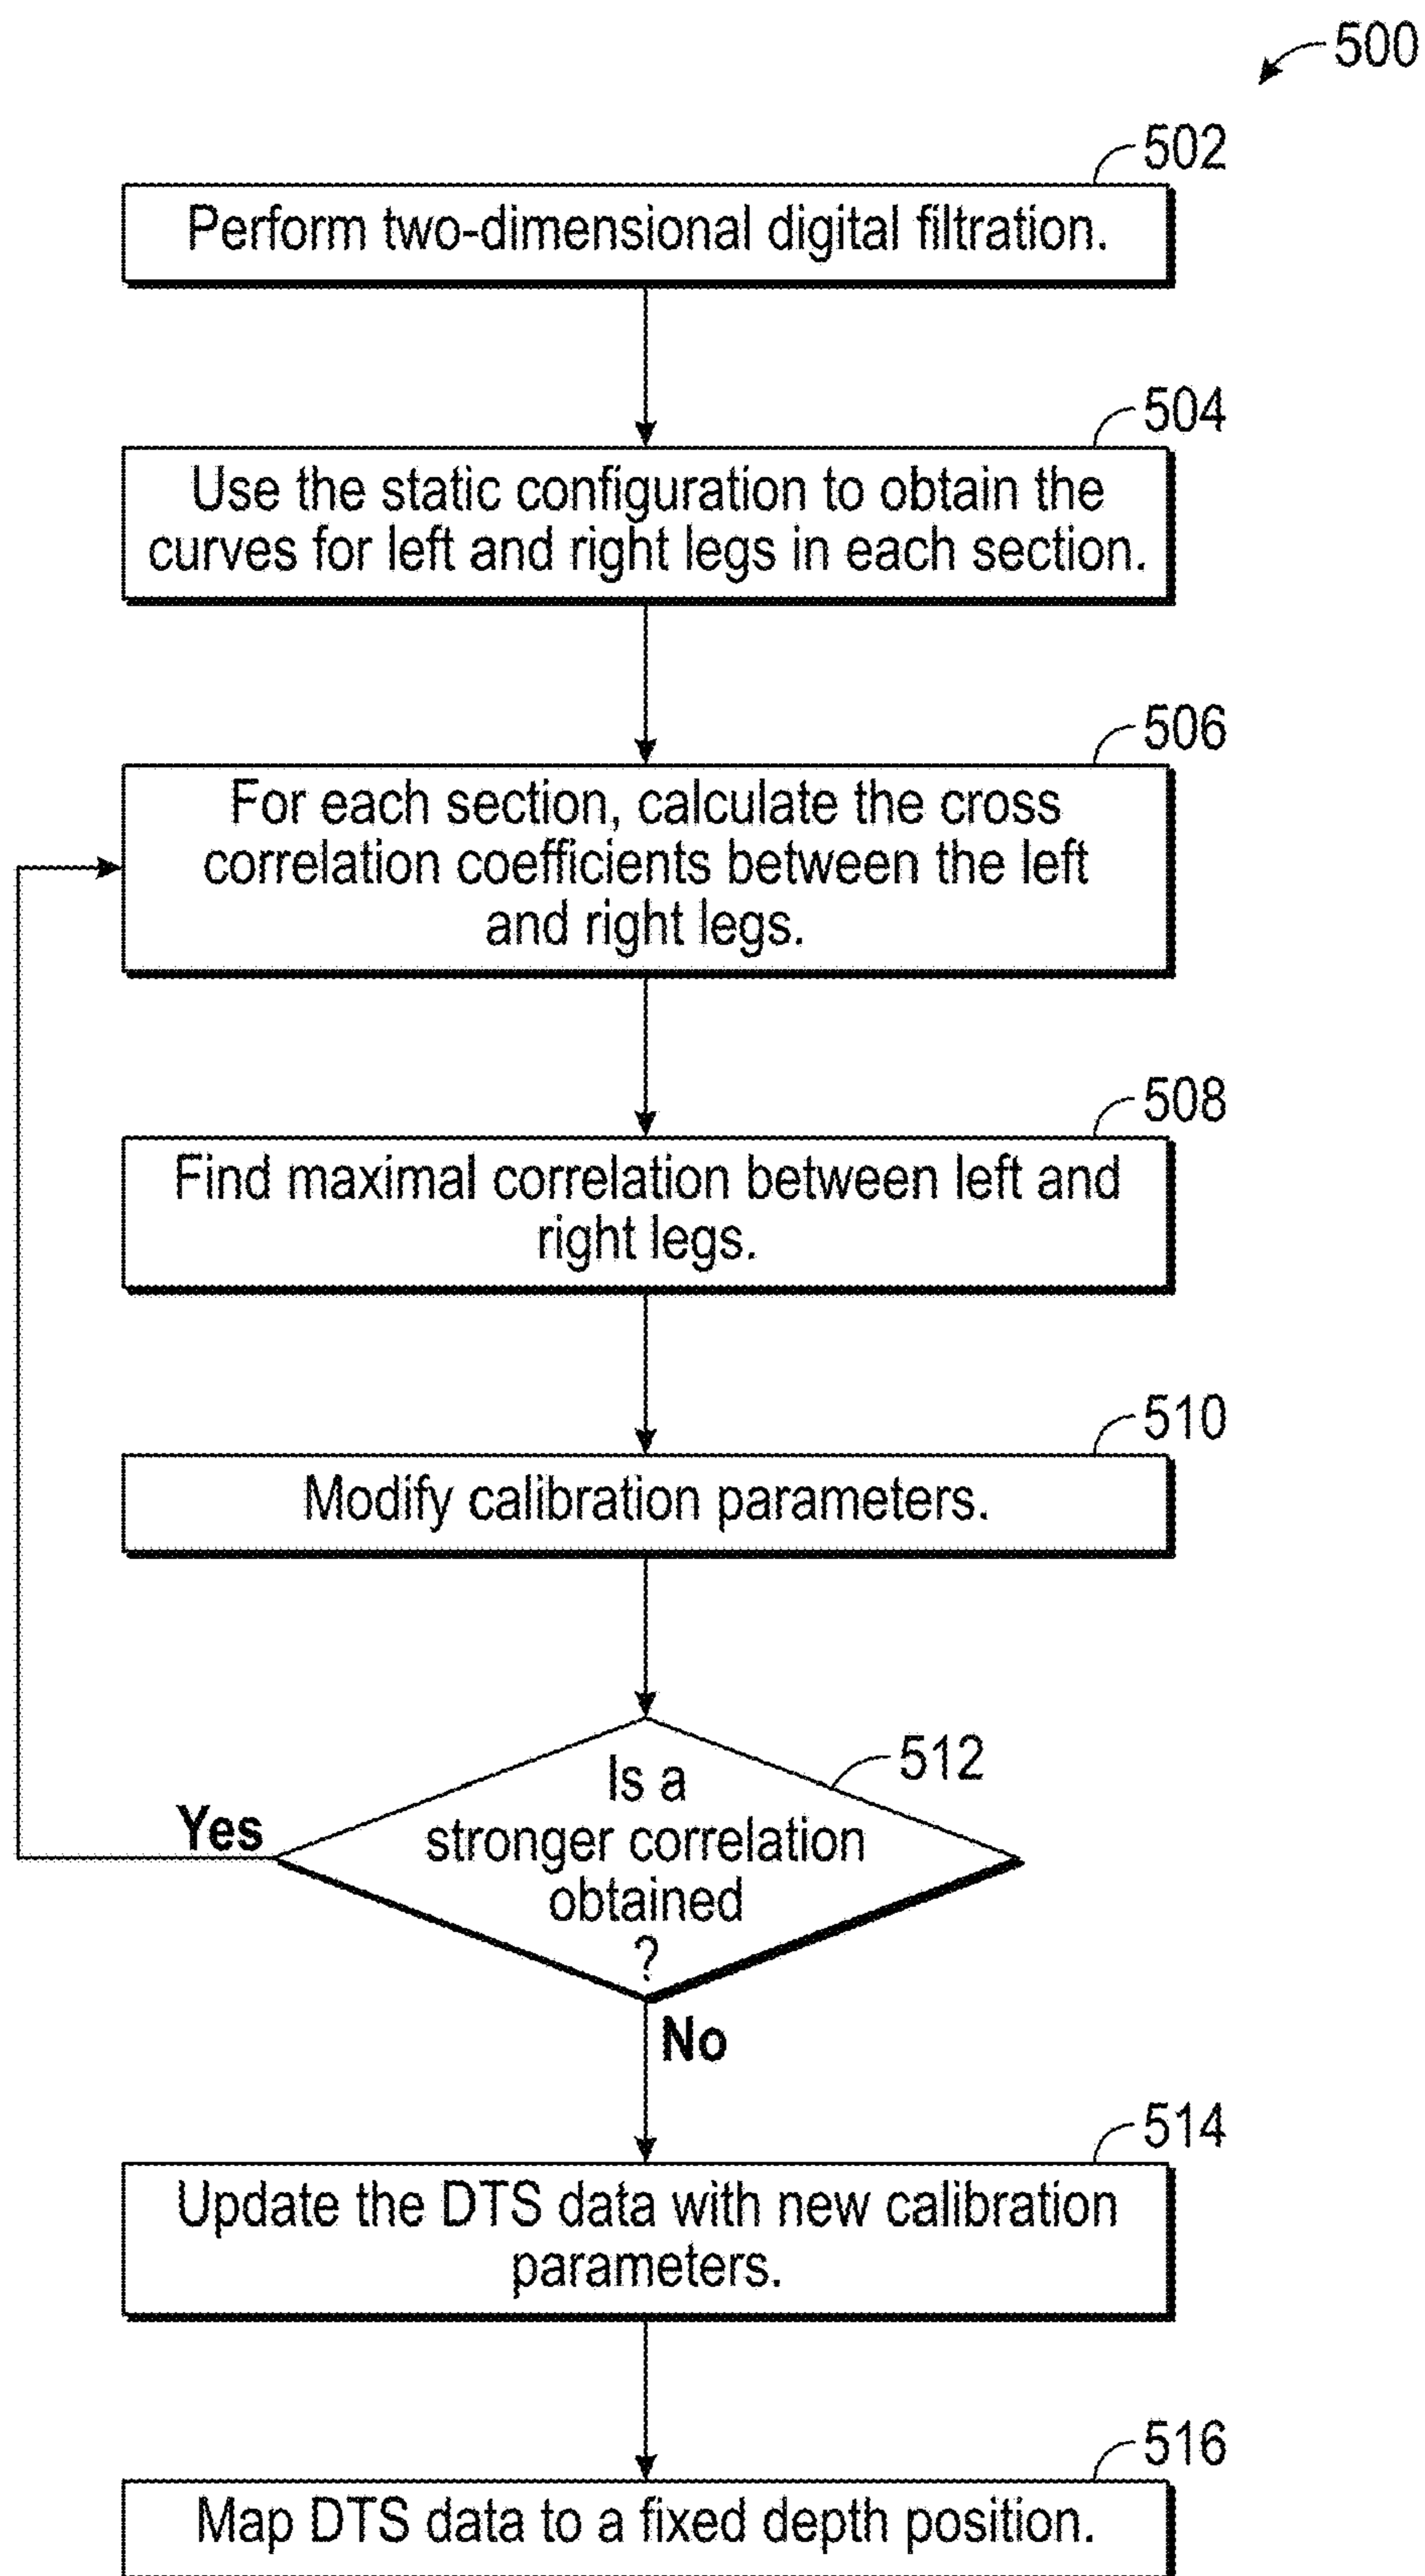 500
502
Perform two-dimensional digital filtration.
504
Use the static configuration to obtain the
curves for left and right legs in each section.
506
For each section, calculate the cross
correlation coefficients between the left
and right legs.
508
Find maximal correlation between left and
right legs.
510
Modify calibration parameters.
512
Is a
stronger correlation
obtained
?
Yes
No
514
Update the DTS data with new calibration
parameters.
516
Map DTS data to a fixed depth position.